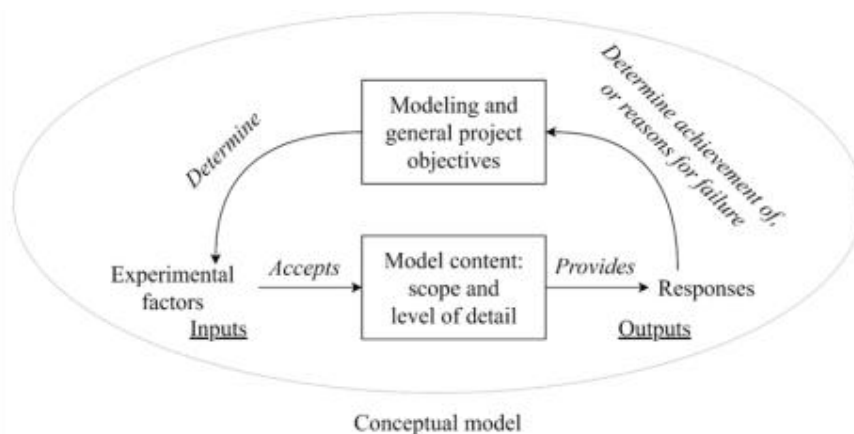 Modeling and
general project
objectives
Determine
Determine achievement of,
or reasons for failure
Experimental
factors
Inputs
Accepts
Model content:
scope and
level of detail
Provides
Responses
Outputs
Conceptual model